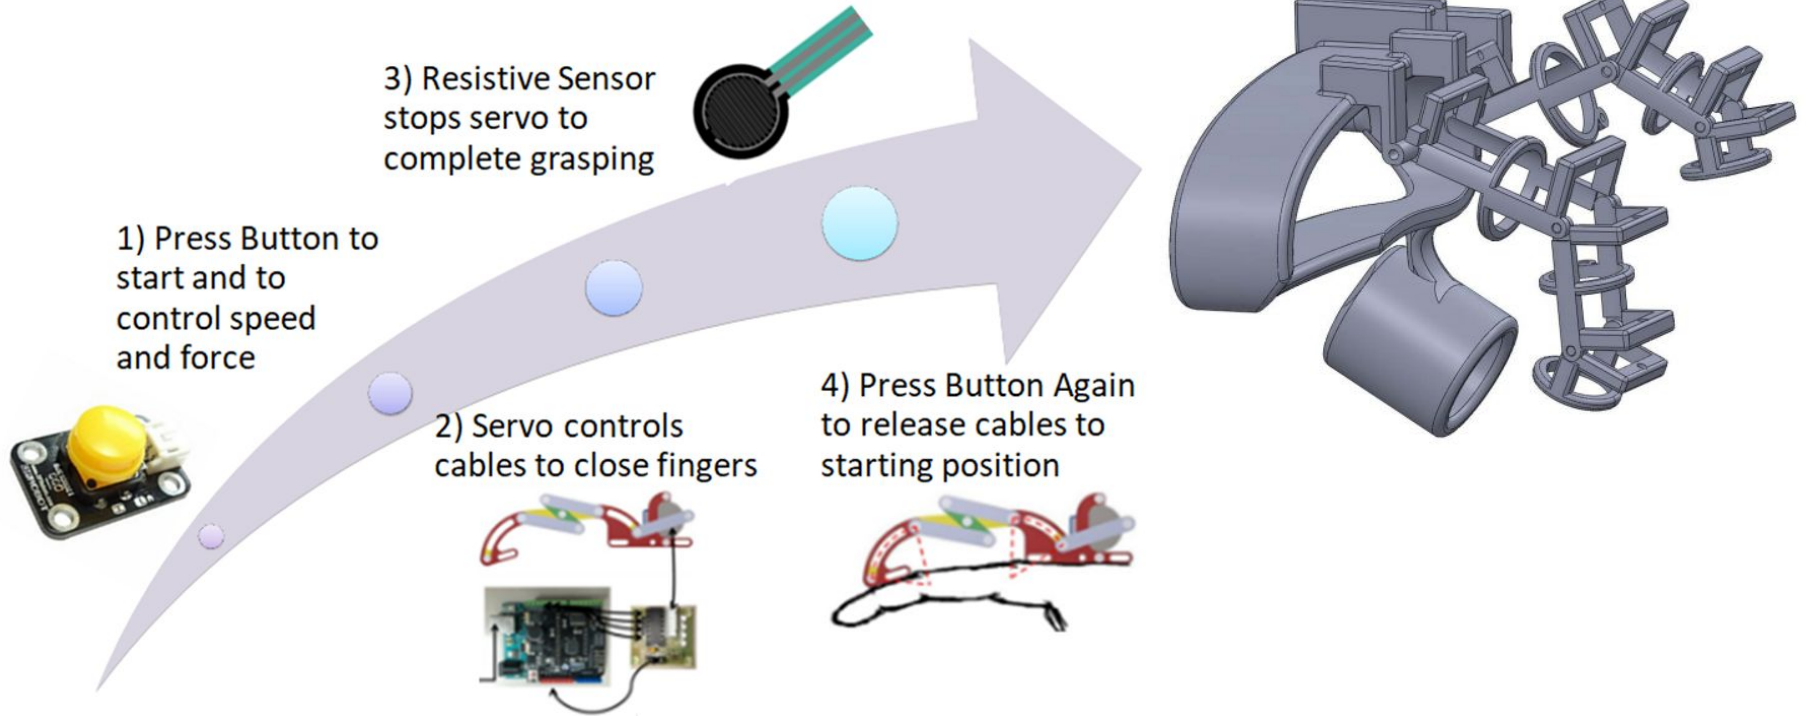 1) Press Button to
start and to
control speed
and force
2) Servo controls
cables to close fingers
3) Resistive Sensor
stops servo to
complete grasping
4) Press Button Again
to release cables to
starting position